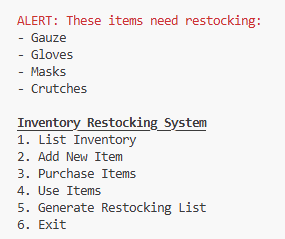 ALERT: These items need restocking:
- Gauze
- Gloves
- Masks
- Crutches
Inventory Restocking System
1. List Inventory
2. Add New Item
3. Purchase Items
4. Use Items
5. Generate Restocking List
6. Exit